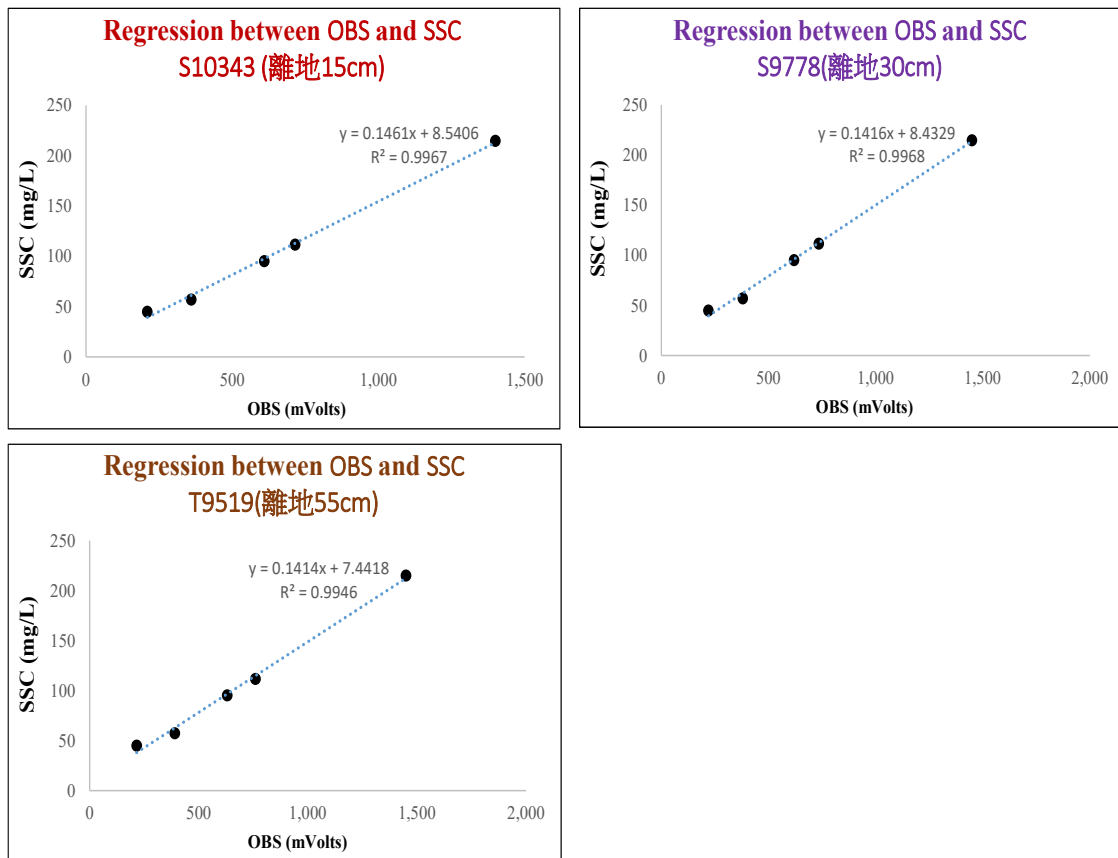 Regression between OBS and SSC
S10343 (離地15cm)
250
200
150
100
50
0
SSC (mg/L)
y = 0.1461x + 8.5406
R² = 0.9967
0 500 1,000 1,500
OBS (mVolts)
Regression between OBS and SSC
S9778(離地30cm)
250
200
150
100
50
0
SSC (mg/L)
y = 0.1416x + 8.4329
R² = 0.9968
0 500 1,000 1,500 2,000
OBS (mVolts)
Regression between OBS and SSC
T9519(離地55cm)
250
200
150
100
50
0
SSC (mg/L)
y = 0.1414x + 7.4418
R² = 0.9946
0 500 1,000 1,500 2,000
OBS (mVolts)